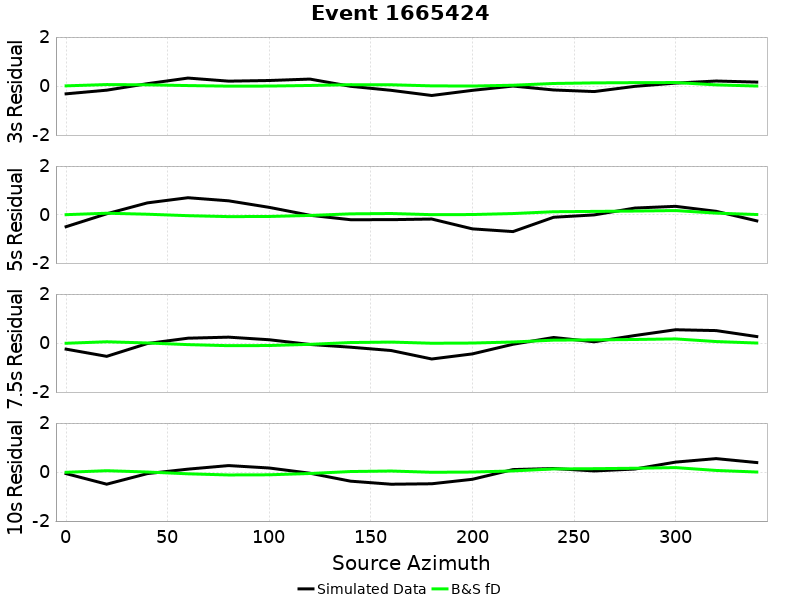 Event 1665424
3s Residual
2
0
-2
5s Residual
2
0
-2
7.5s Residual
2
0
-2
10s Residual
2
0
-2
0 50 100 150 200 250 300
Source Azimuth
Simulated Data B&S fD